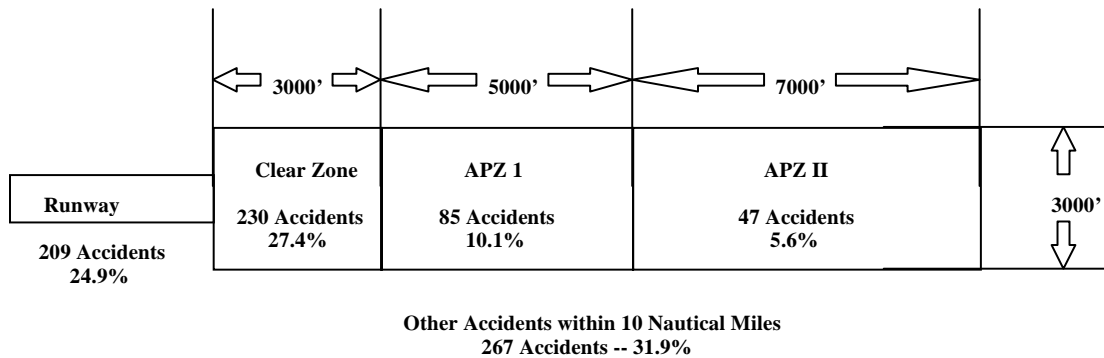 3000’
5000’
7000’
Clear Zone
230 Accidents
27.4%
APZ 1
85 Accidents
10.1%
APZ II
47 Accidents
5.6%
3000’
Runway
209 Accidents
24.9%
Other Accidents within 10 Nautical Miles
267 Accidents -- 31.9%